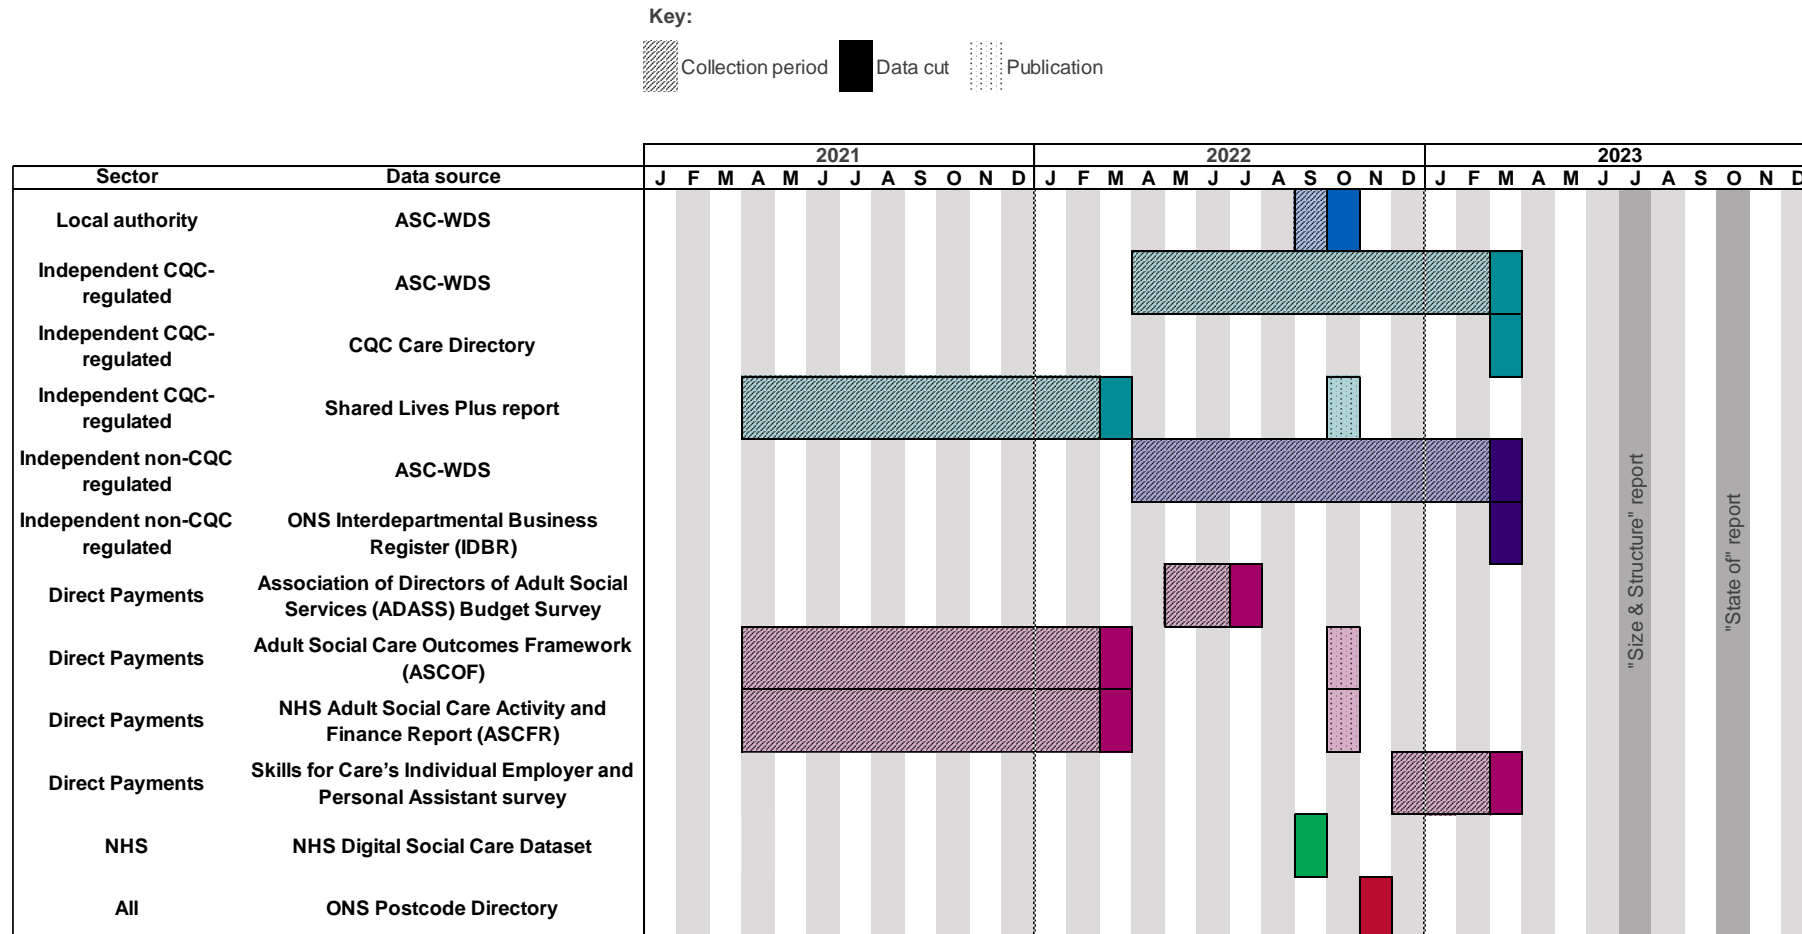 Key:
Collection period Data cut Publication
2021 2022 2023
Sector Data source J F M A M J J A S O N D J F M A M J J A S O N D J F M A M J J A S O N D
Local authority ASC-WDS
Independent CQC-
regulated
ASC-WDS
Independent CQC-
regulated
CQC Care Directory
Independent CQC-
regulated
Shared Lives Plus report
Independent non-CQC
regulated
ASC-WDS
Independent non-CQC
regulated
ONS Interdepartmental Business
Register (IDBR)
Direct Payments
Association of Directors of Adult Social
Services (ADASS) Budget Survey
Direct Payments
Adult Social Care Outcomes Framework
(ASCOF)
Direct Payments
NHS Adult Social Care Activity and
Finance Report (ASCFR)
Direct Payments
Skills for Care’s Individual Employer and
Personal Assistant survey
NHS NHS Digital Social Care Dataset
All ONS Postcode Directory
"Size & Structure" report
"State of" report